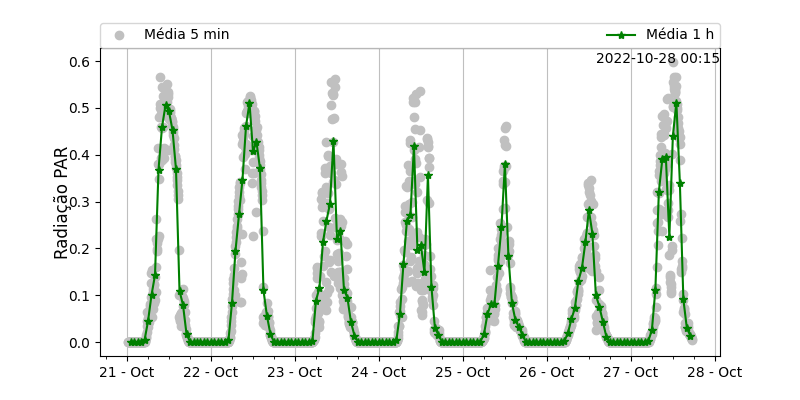 Média 5 min
Média 1 h
2022-10-28 00:15
Radiação PAR
0.6
0.5
0.4
0.3
0.2
0.1
0.0
21 - Oct
22 - Oct
23 - Oct
24 - Oct
25 - Oct
26 - Oct
27 - Oct
28 - Oct